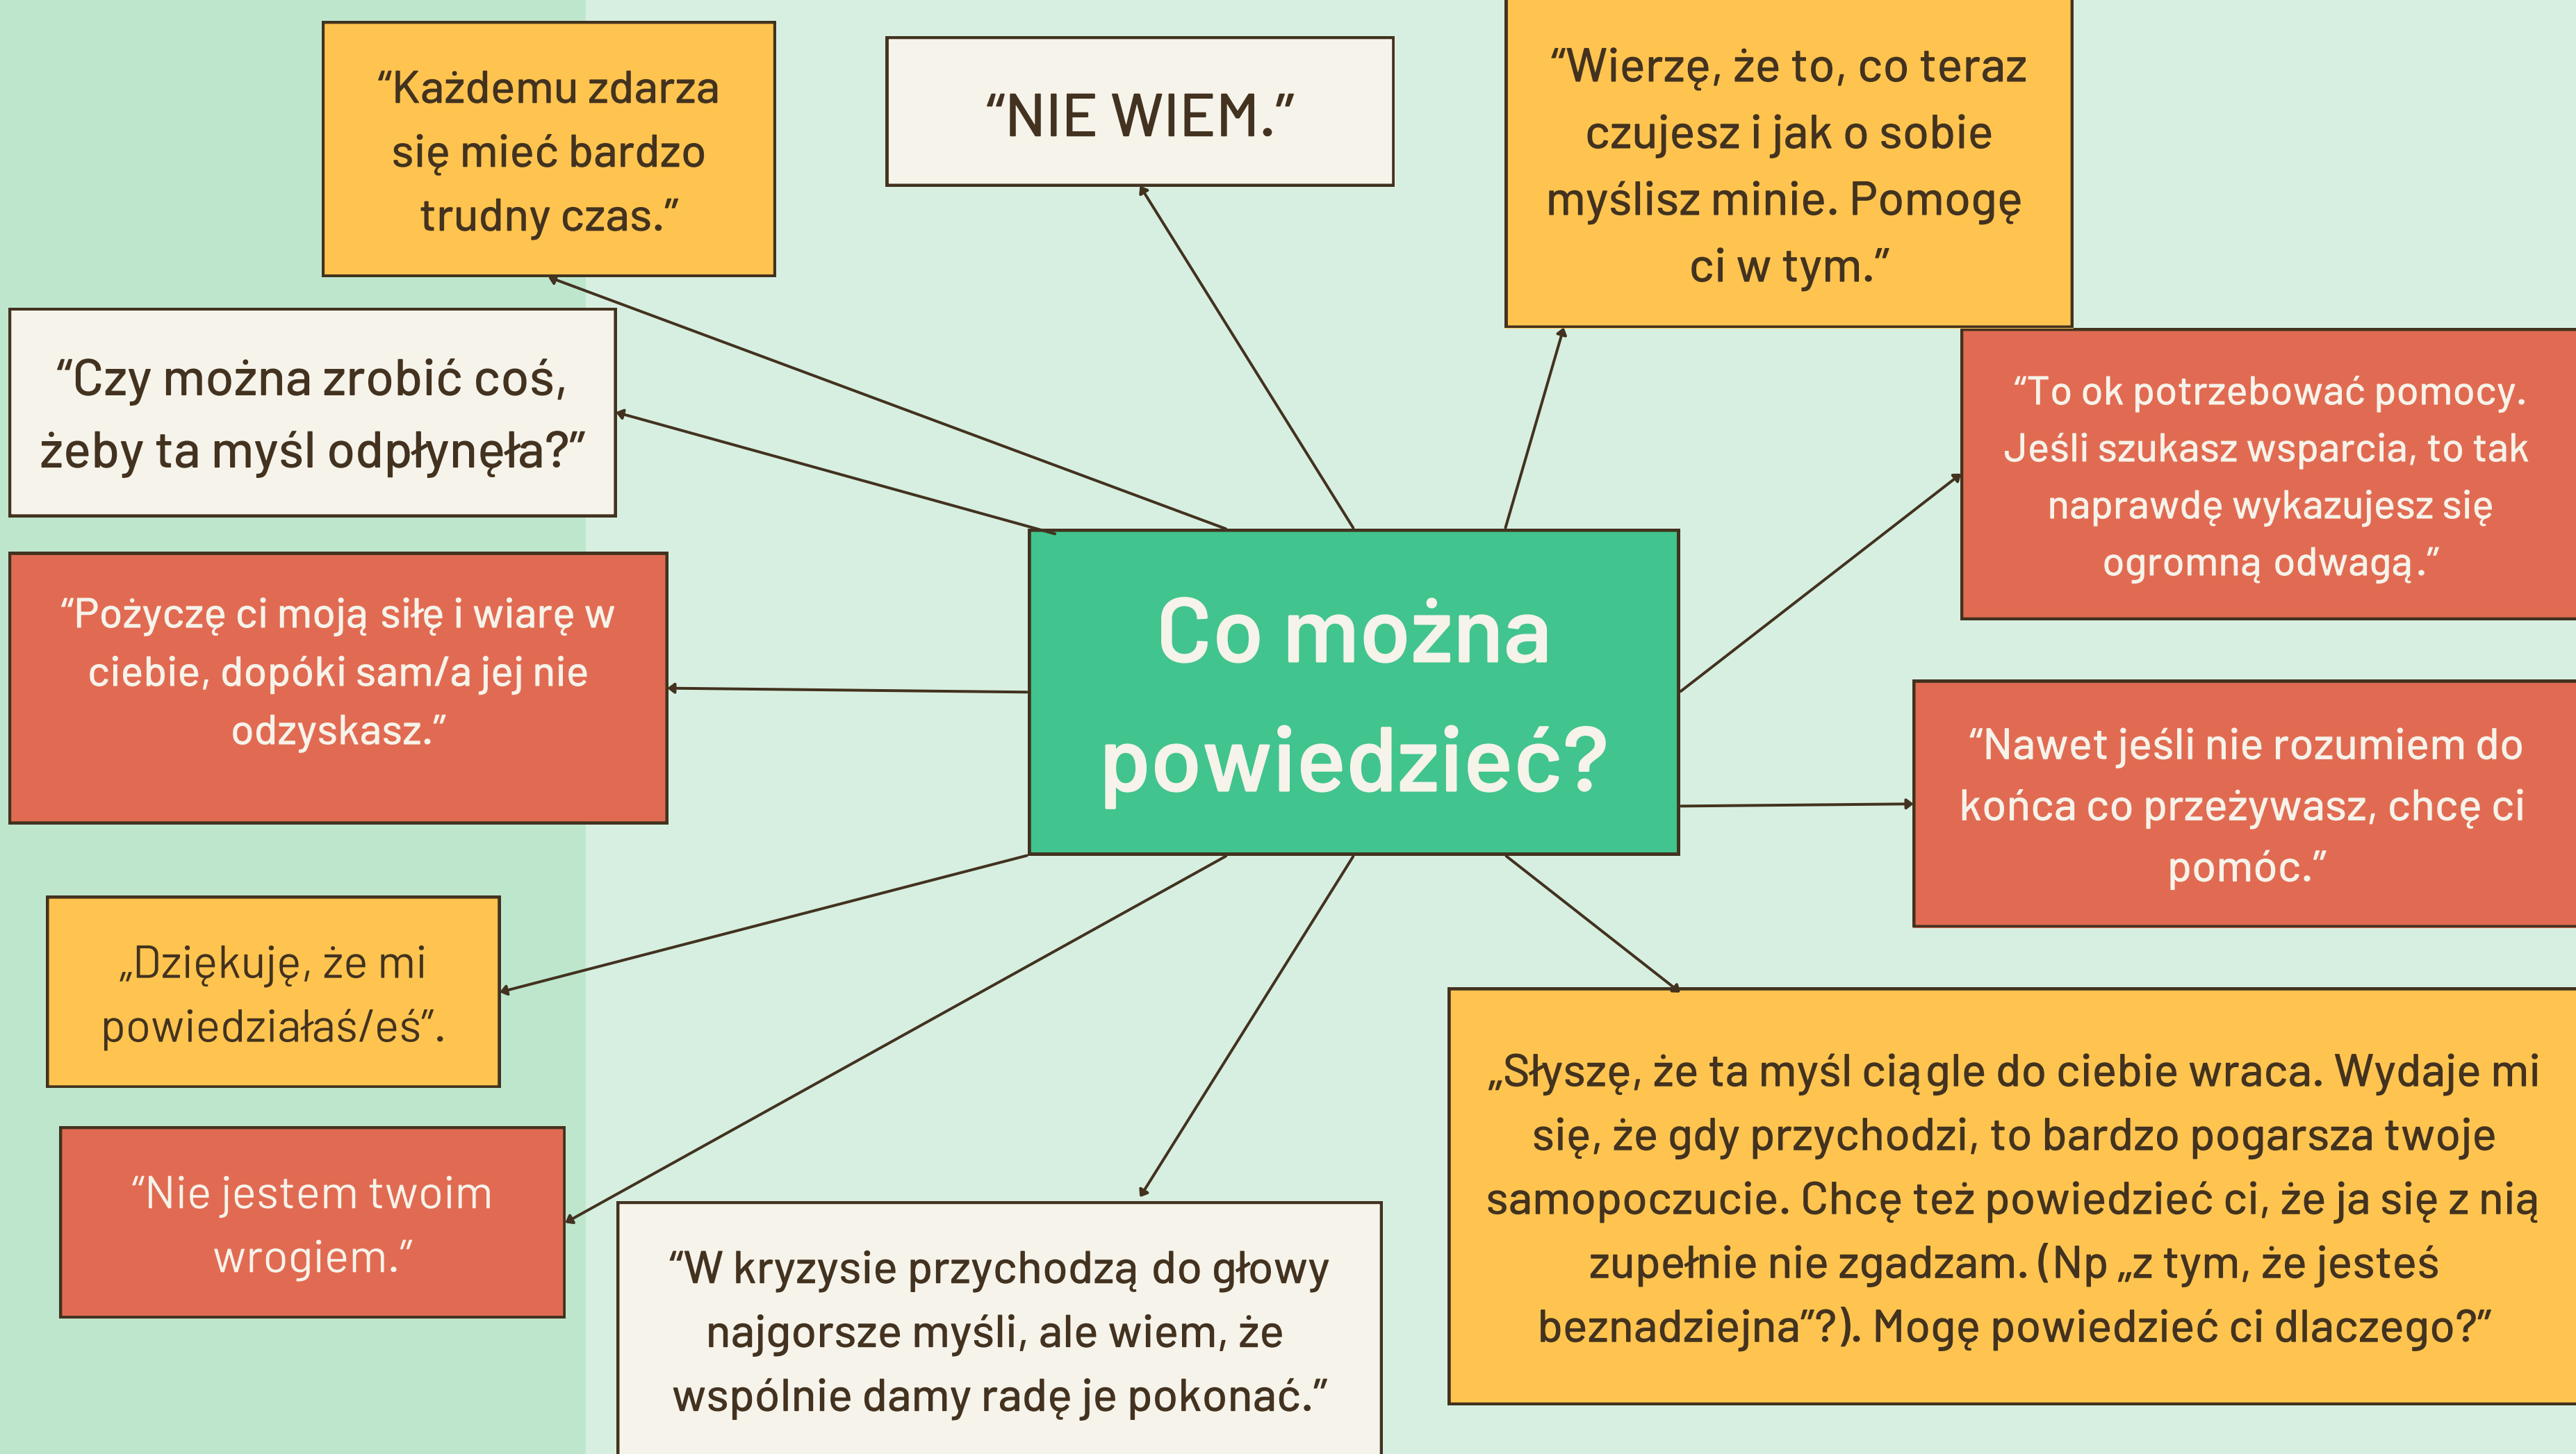 “Każdemu zdarza
się mieć bardzo
trudny czas.”
“NIE WIEM.”
“Wierzę, że to, co teraz
czujesz i jak o sobie
myślisz minie. Pomogę
ci w tym.”
“Czy można zrobić coś,
żeby ta myśl odpłynęła?”
“To ok potrzebować pomocy.
Jeśli szukasz wsparcia, to tak
naprawdę wykazujesz się
ogromną odwagą.”
“Pożyczę ci moją siłę i wiarę w
ciebie, dopóki sam/a jej nie
odzyskasz.”
Co można
powiedzieć?
“Nawet jeśli nie rozumiem do
końca co przeżywasz, chcę ci
pomóc.”
„Dziękuję, że mi
powiedziałaś/eś”.
“Nie jestem twoim
wrogiem.”
“W kryzysie przychodzą do głowy
najgorsze myśli, ale wiem, że
wspólnie damy radę je pokonać.”
„Słyszę, że ta myśl ciągle do ciebie wraca. Wydaje mi
się, że gdy przychodzi, to bardzo pogarsza twoje
samopoczucie. Chcę też powiedzieć ci, że ja się z nią
zupełnie nie zgadzam. (Np „z tym, że jesteś
beznadziejna”?). Mogę powiedzieć ci dlaczego?”